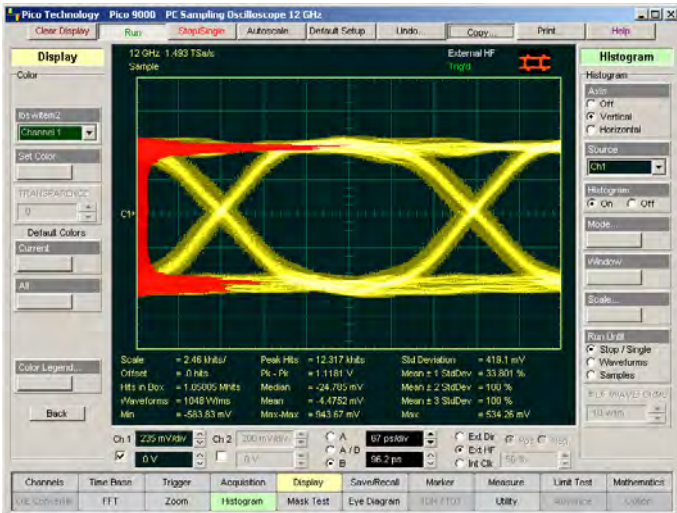 Pico Technology Pico 9000 PC Sampling Oscilloscope 12 GHz
Clear Display Run Stop/Single Autoscale Default Setup Undo... Copy... Print... Help
Display
Color
Channel 1
Set Color
TRANSPARENCE
0
Default Colors
Current
All
Color Legend...
Back
12 GHz 1.493 TSa/s
Sample
External HF
Trig'd
C1
Scale = 2.46 khits/ Peak Hits = 12.317 khits Std Deviation = 419.1 mV
Offset = 0 hits Pk - Pk = 1.1181 V Mean ± 1 StdDev = 33.801 %
Hits in Box = 1.05005 Mhits Median = -24.785 mV Mean ± 2 StdDev = 100 %
Waveforms = 1048 Wfms Mean = -4.4752 mV Mean ± 3 StdDev = 100 %
Min = -583.83 mV Max-Max = 943.67 mV Max = 534.26 mV
Histogram
Histogram
Axis
Off
Vertical
Horizontal
Source
Ch1
Histogram
On Off
Mode...
Window
Scale...
Run Until
Stop / Single
Waveforms
Samples
Ch 1 235 mV/div Ch 2 200 mV/div A 67 ps/div Ext Dir
A / D Ext HF
0 V 0 V B 96.2 ps Int Clk
Channels Time Base Trigger Acquisition Display Save/Recall Marker Measure Limit Test Mathematics
FFT Zoom Histogram Mask Test Eye Diagram Utility